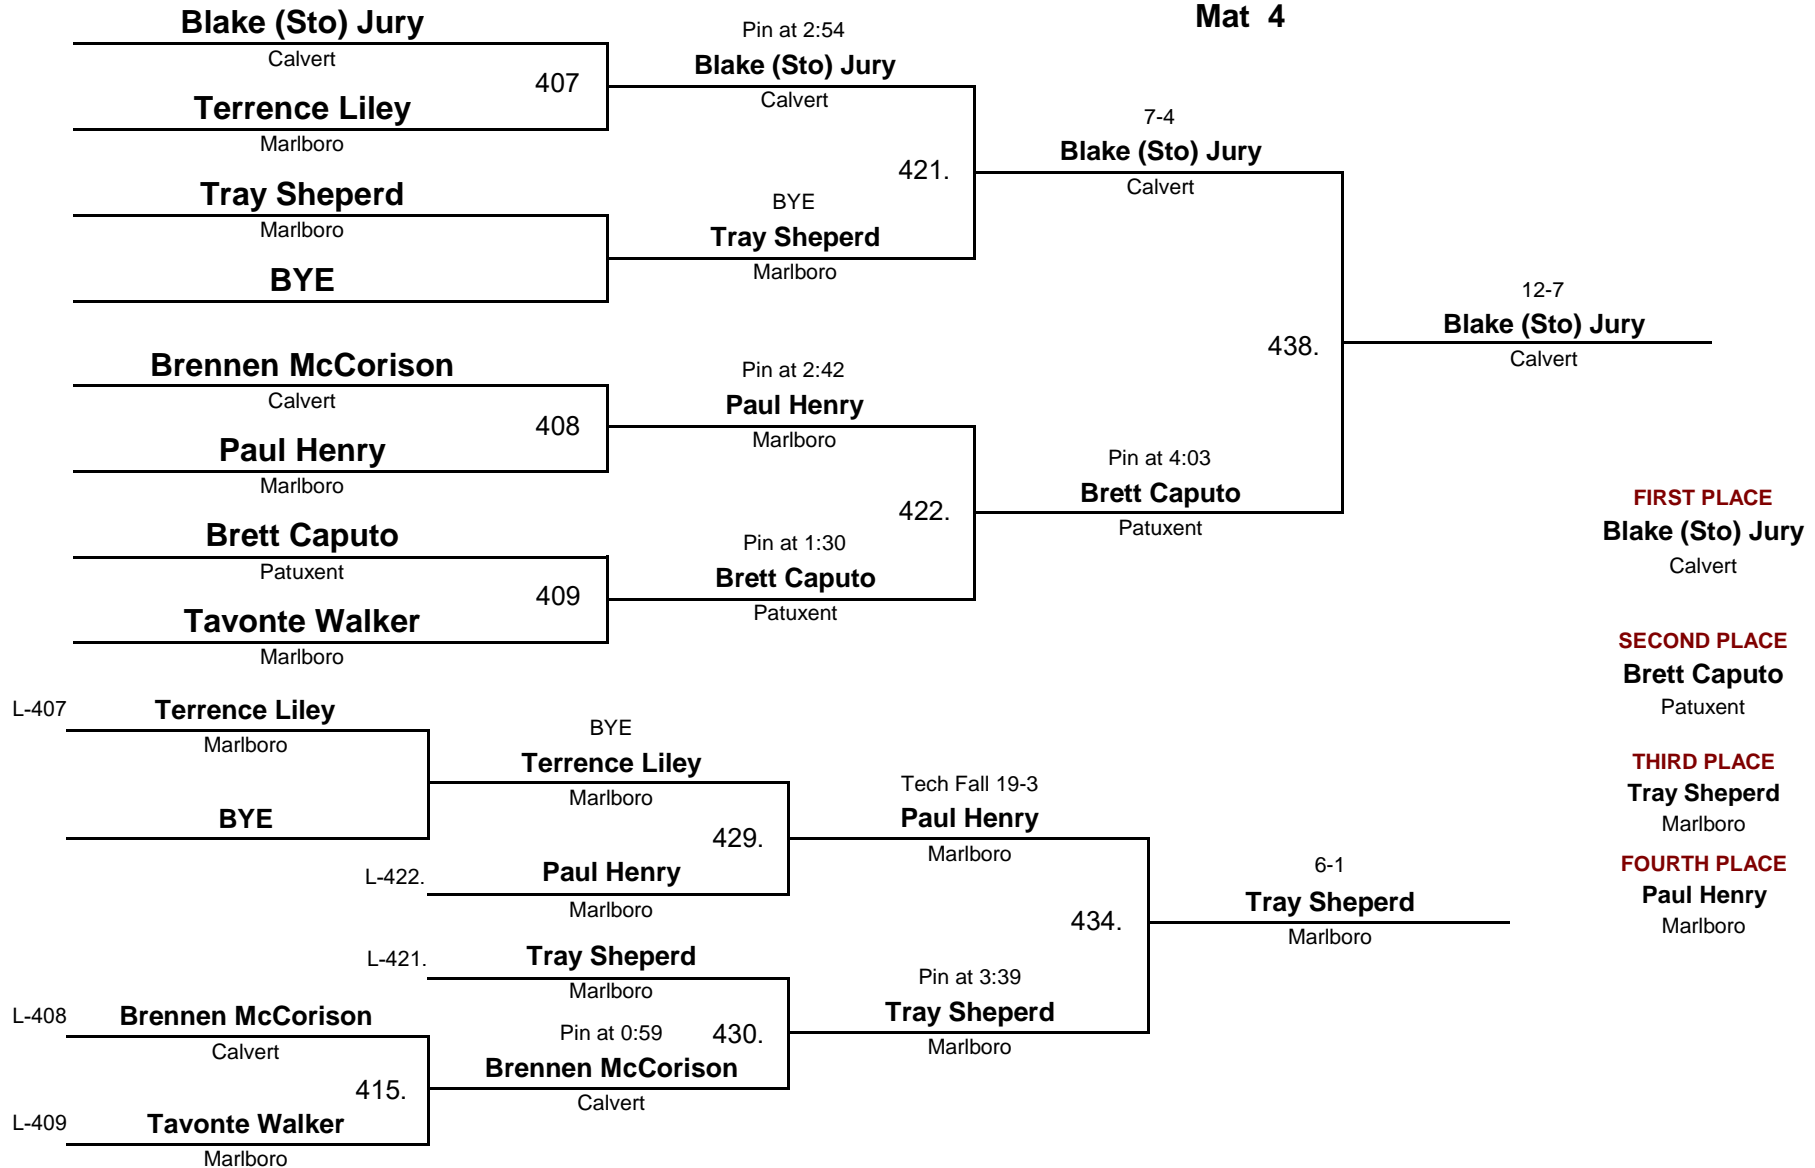 Mat  4
Blake (Sto) Jury
Calvert
407
Terrence Liley
Marlboro
Tray Sheperd
Marlboro
BYE
Brennen McCorison
Calvert
408
Paul Henry
Marlboro
Brett Caputo
Patuxent
409
Tavonte Walker
Marlboro
Pin at 2:54
Blake (Sto) Jury
Calvert
421.
BYE
Tray Sheperd
Marlboro
Pin at 2:42
Paul Henry
Marlboro
422.
Pin at 1:30
Brett Caputo
Patuxent
7-4
Blake (Sto) Jury
Calvert
438.
Pin at 4:03
Brett Caputo
Patuxent
12-7
Blake (Sto) Jury
Calvert
FIRST PLACE
Blake (Sto) Jury
Calvert
SECOND PLACE
Brett Caputo
Patuxent
THIRD PLACE
Tray Sheperd
Marlboro
FOURTH PLACE
Paul Henry
Marlboro
L-407
Terrence Liley
Marlboro
BYE
BYE
Terrence Liley
Marlboro
429.
L-422.
Paul Henry
Marlboro
L-421.
Tray Sheperd
Marlboro
L-408
Brennen McCorison
Calvert
415.
L-409
Tavonte Walker
Marlboro
Pin at 0:59
430.
Brennen McCorison
Calvert
Tech Fall 19-3
Paul Henry
Marlboro
434.
Pin at 3:39
Tray Sheperd
Marlboro
6-1
Tray Sheperd
Marlboro